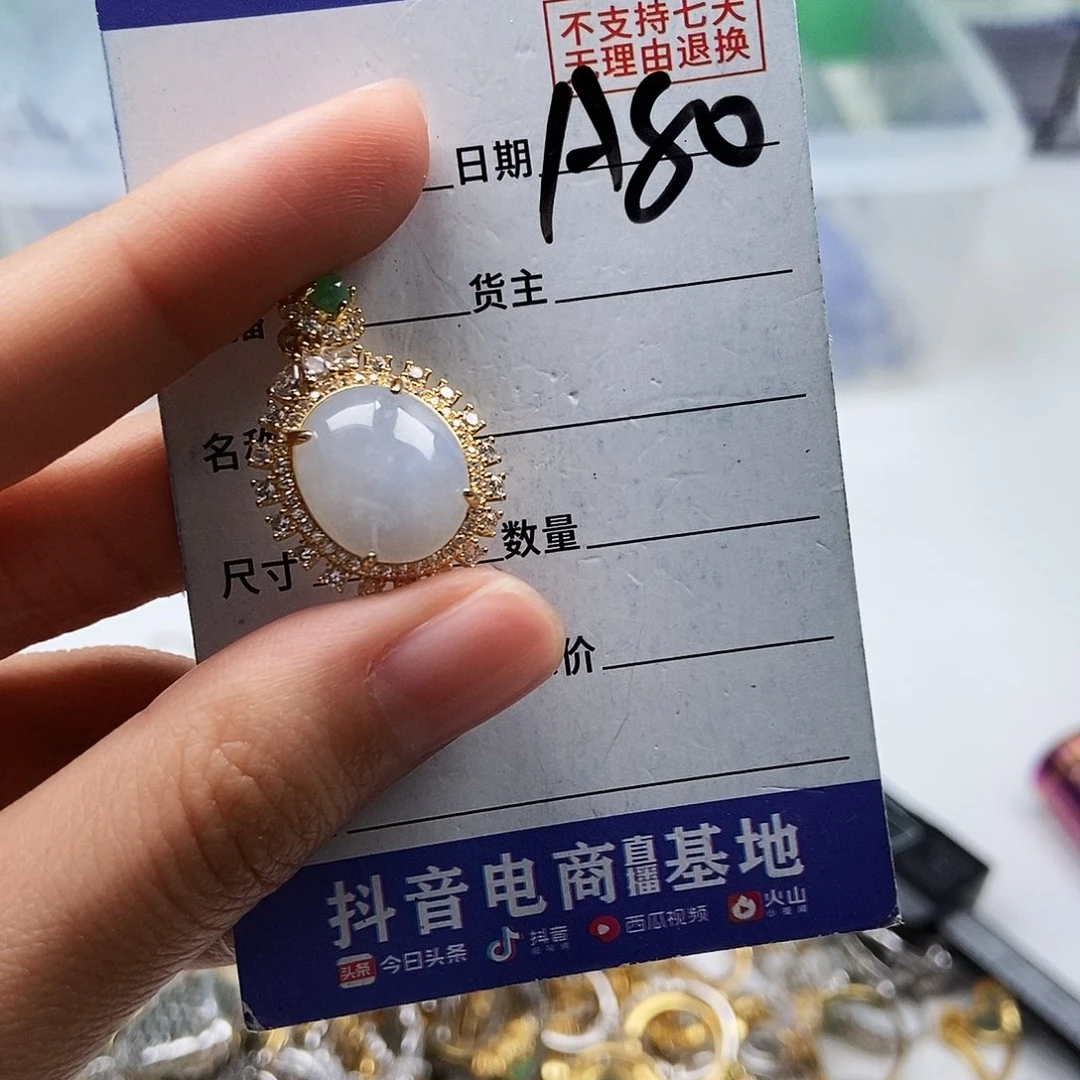 不支持七天
无理由退换
日期 A80
货主
名称
尺寸 数量
价
抖音电商直播基地
今日头条 抖音 西瓜视频 火山